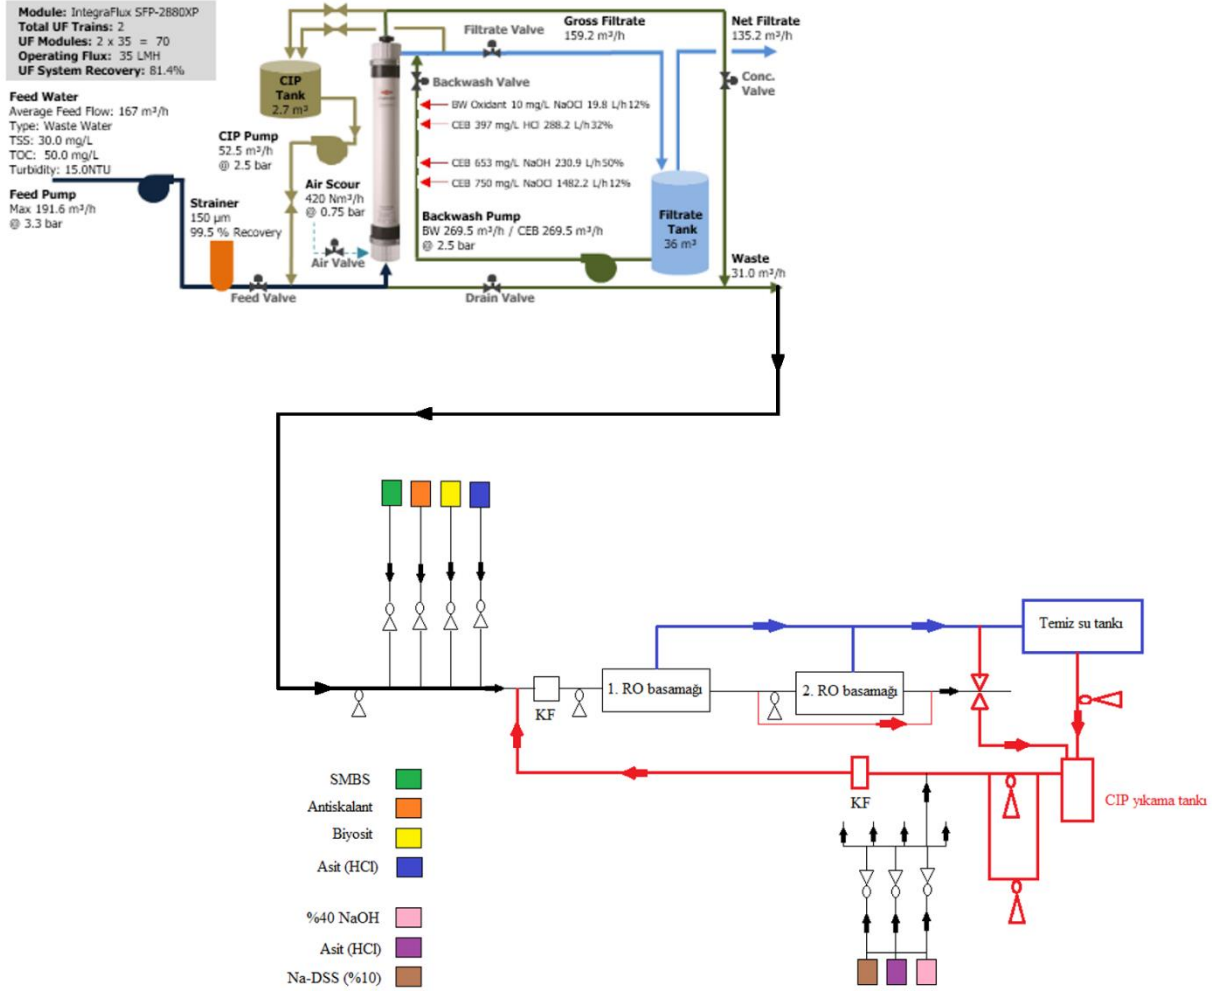 Module: IntegraFlux SFP-2880XP
Total UF Trains: 2
UF Modules: 2 x 35 = 70
Operating Flux: 35 LMH
UF System Recovery: 81.4%
Feed Water
Average Feed Flow: 167 m³/h
Type: Waste Water
TSS: 30.0 mg/L
TOC: 50.0 mg/L
Turbidity: 15.0NTU
Feed Pump
Max 191.6 m³/h
@ 3.3 bar
Strainer
150 µm
99.5 % Recovery
Feed Valve
CIP
Tank
2.7 m³
CIP Pump
52.5 m³/h
@ 2.5 bar
Air Scour
420 Nm³/h
@ 0.75 bar
Air Valve
Filtrate Valve
Gross Filtrate
159.2 m³/h
Net Filtrate
135.2 m³/h
Backwash Valve
Conc.
Valve
BW Oxidant 10 mg/L NaOCl 19.8 L/h 12%
CEB 397 mg/L HCl 288.2 L/h 32%
CEB 653 mg/L NaOH 230.9 L/h 50%
CEB 750 mg/L NaOCl 1482.2 L/h 12%
Backwash Pump
BW 269.5 m³/h / CEB 269.5 m³/h
@ 2.5 bar
Filtrate
Tank
36 m³
Waste
31.0 m³/h
Drain Valve
Temiz su tankı
1. RO basamağı
2. RO basamağı
KF
KF
CIP yıkama tankı
SMBS
Antiskalant
Biyosit
Asit (HCl)
%40 NaOH
Asit (HCl)
Na-DSS (%10)